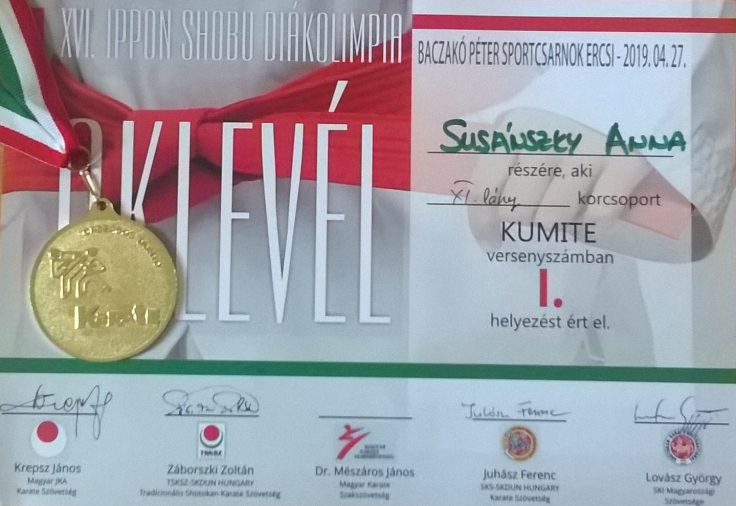 XVI. IPPON SHOBU DIÁKOLIMPIA
OKLEVÉL
BACZAKÓ PÉTER SPORTCSARNOK ERCSI - 2019. 04. 27.
SUSÁNSZKY ANNA
részére, aki
XI. lány korcsoport
KUMITE
versenyszámban
I.
helyezést ért el.
Karate
Krepsz János
Magyar JKA
Karate Szövetség
Záborszki Zoltán
TSKSZ-SKDUN HUNGARY
Tradicionális Shotokan Karate Szövetség
Dr. Mészáros János
Magyar Karate
Szakszövetség
Juhász Ferenc
Juhász Ferenc
SKS-SKDUN HUNGARY
Karate Szövetség
Lovász György
SKI Magyarországi
Szövetsége